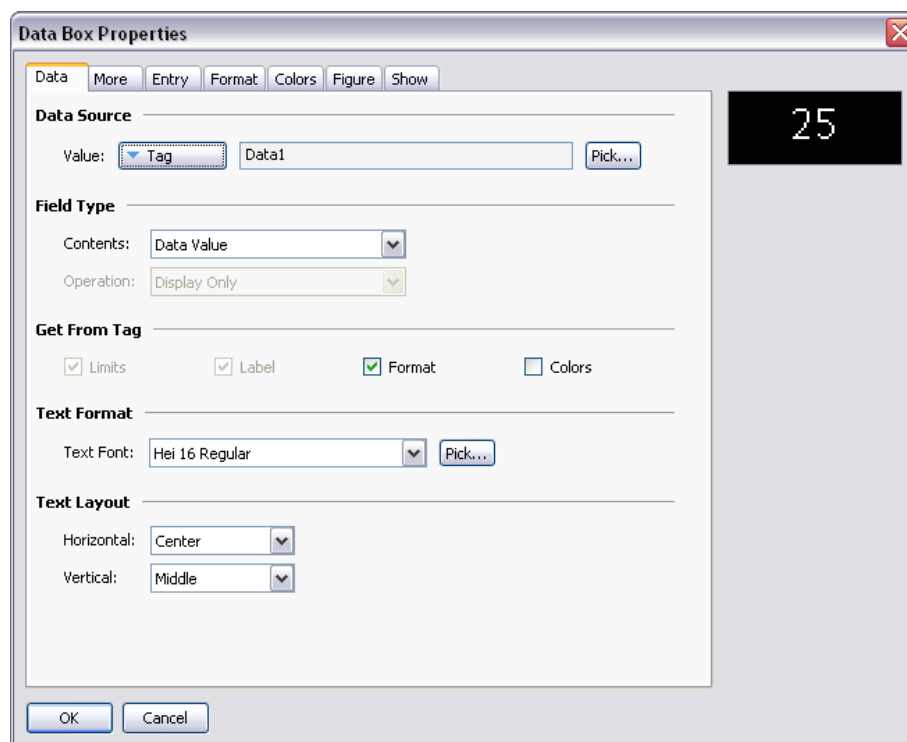 Data Box Properties
Data More Entry Format Colors Figure Show
Data Source
25
Value: Tag Data1 Pick...
Field Type
Contents: Data Value
Operation: Display Only
Get From Tag
Limits Label Format Colors
Text Format
Text Font: Hei 16 Regular Pick...
Text Layout
Horizontal: Center
Vertical: Middle
OK Cancel